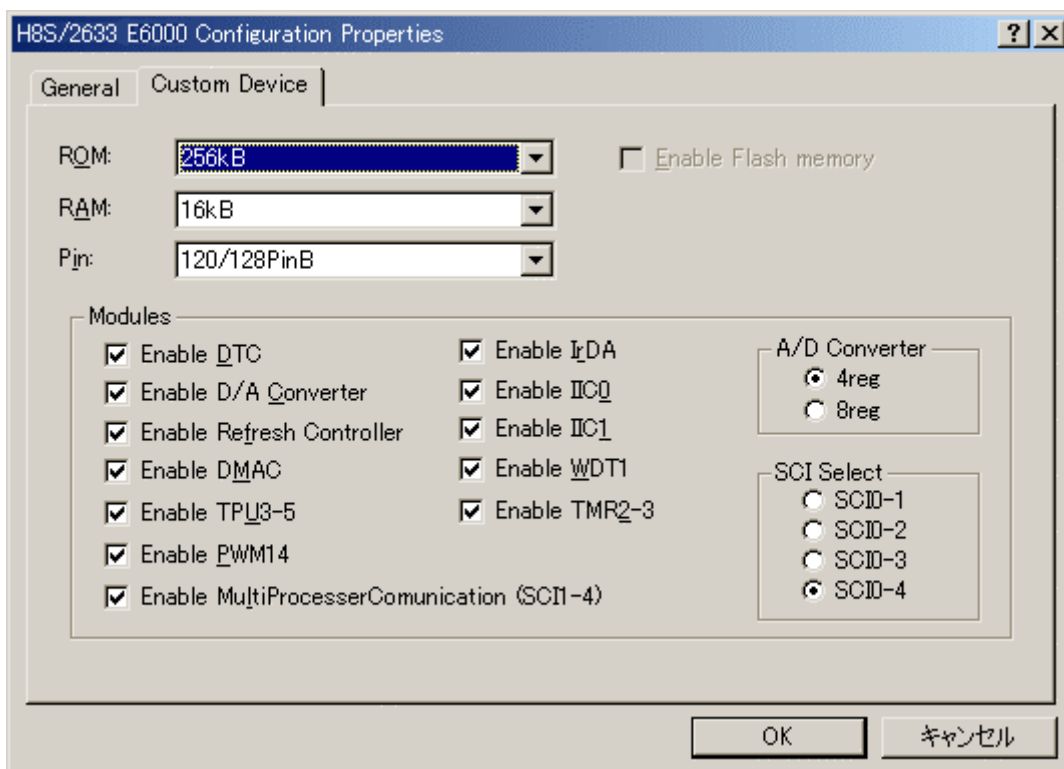 H8S/2633 E6000 Configuration Properties
General
Custom Device
ROM:
256kB
Enable Flash memory
RAM:
16kB
Pin:
120/128PinB
Modules
Enable DTC
Enable D/A Converter
Enable Refresh Controller
Enable DMAC
Enable TPU3-5
Enable PWM14
Enable MultiProcesserComunication (SCI1-4)
Enable IrDA
Enable IIC0
Enable IIC1
Enable WDT1
Enable TMR2-3
A/D Converter
4reg
8reg
SCI Select
SCI0-1
SCI0-2
SCI0-3
SCI0-4
OK
キャンセル